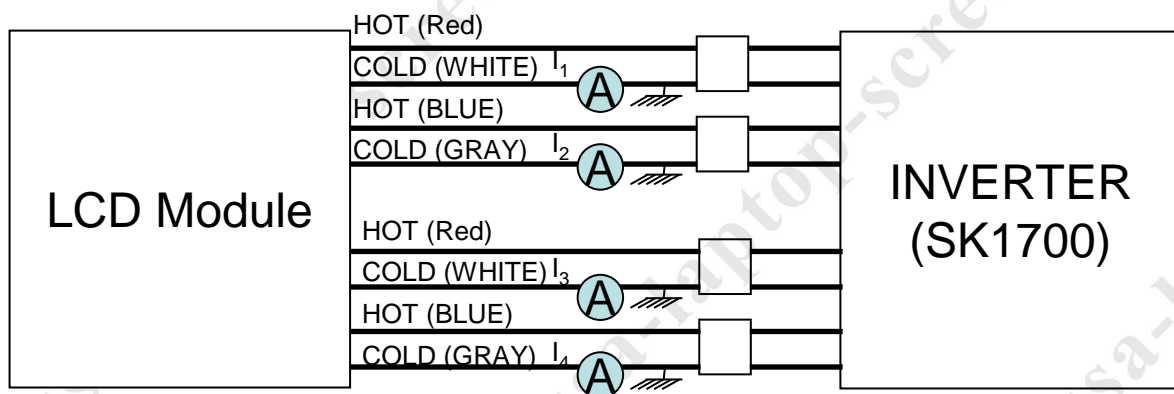 HOT (Red)
COLD (WHITE) I1
A
HOT (BLUE)
COLD (GRAY) I2
A
HOT (Red)
COLD (WHITE) I3
A
HOT (BLUE)
COLD (GRAY) I4
A
LCD Module
INVERTER
(SK1700)